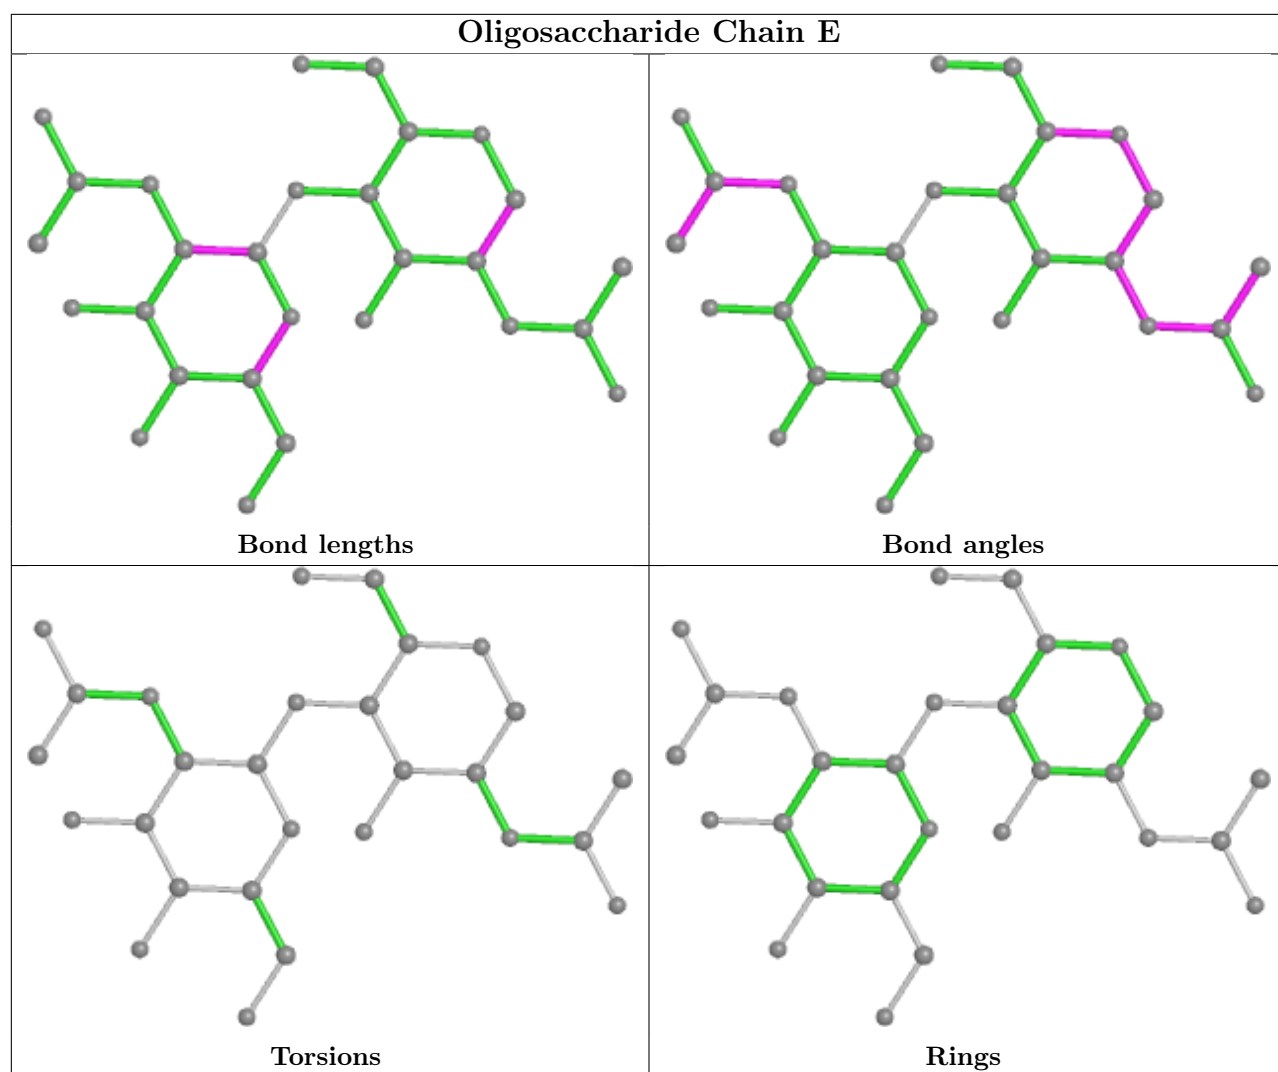 Oligosaccharide Chain E
Bond lengths
Bond angles
Torsions
Rings